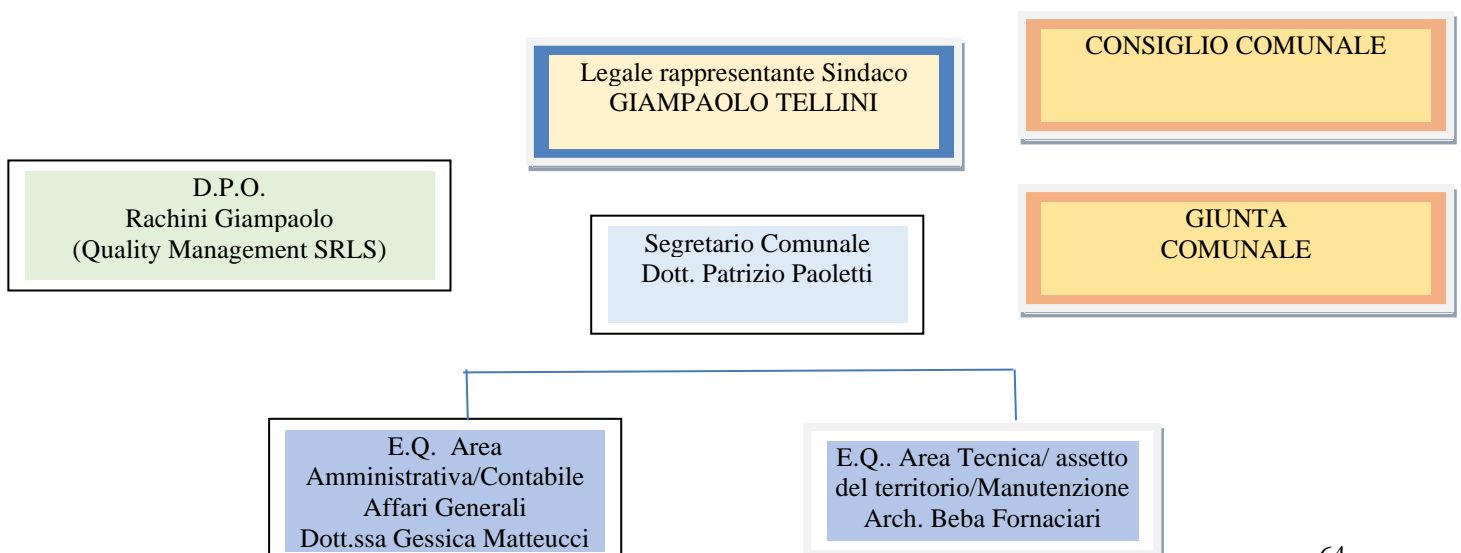 Legale rappresentante Sindaco
GIAMPAOLO TELLINI
CONSIGLIO COMUNALE
D.P.O.
Rachini Giampaolo
(Quality Management SRLS)
Segretario Comunale
Dott. Patrizio Paoletti
GIUNTA
COMUNALE
E.Q. Area
Amministrativa/Contabile
Affari Generali
Dott.ssa Gessica Matteucci
E.Q.. Area Tecnica/ assetto
del territorio/Manutenzione
Arch. Beba Fornaciari
64